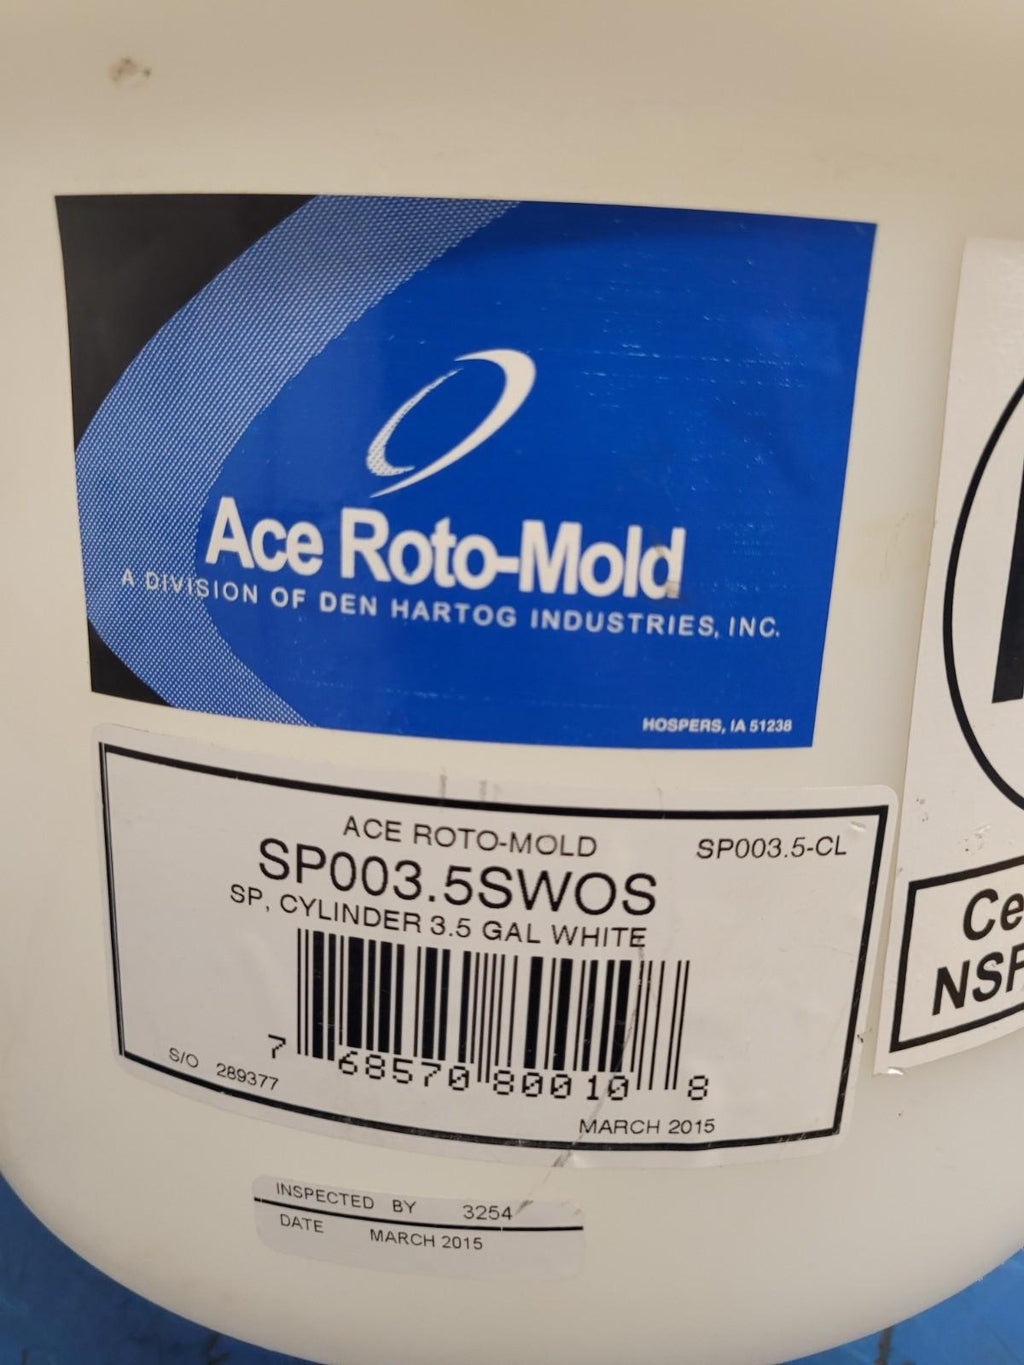 Ace Roto-Mold
A DIVISION OF DEN HARTOG INDUSTRIES, INC.
HOSPERS, IA 51238
ACE ROTO-MOLD SP003.5-CL
SP003.5SWOS
SP, CYLINDER 3.5 GAL WHITE
7 68570 80010 8
S/O 289377
MARCH 2015
INSPECTED BY 3254
DATE MARCH 2015